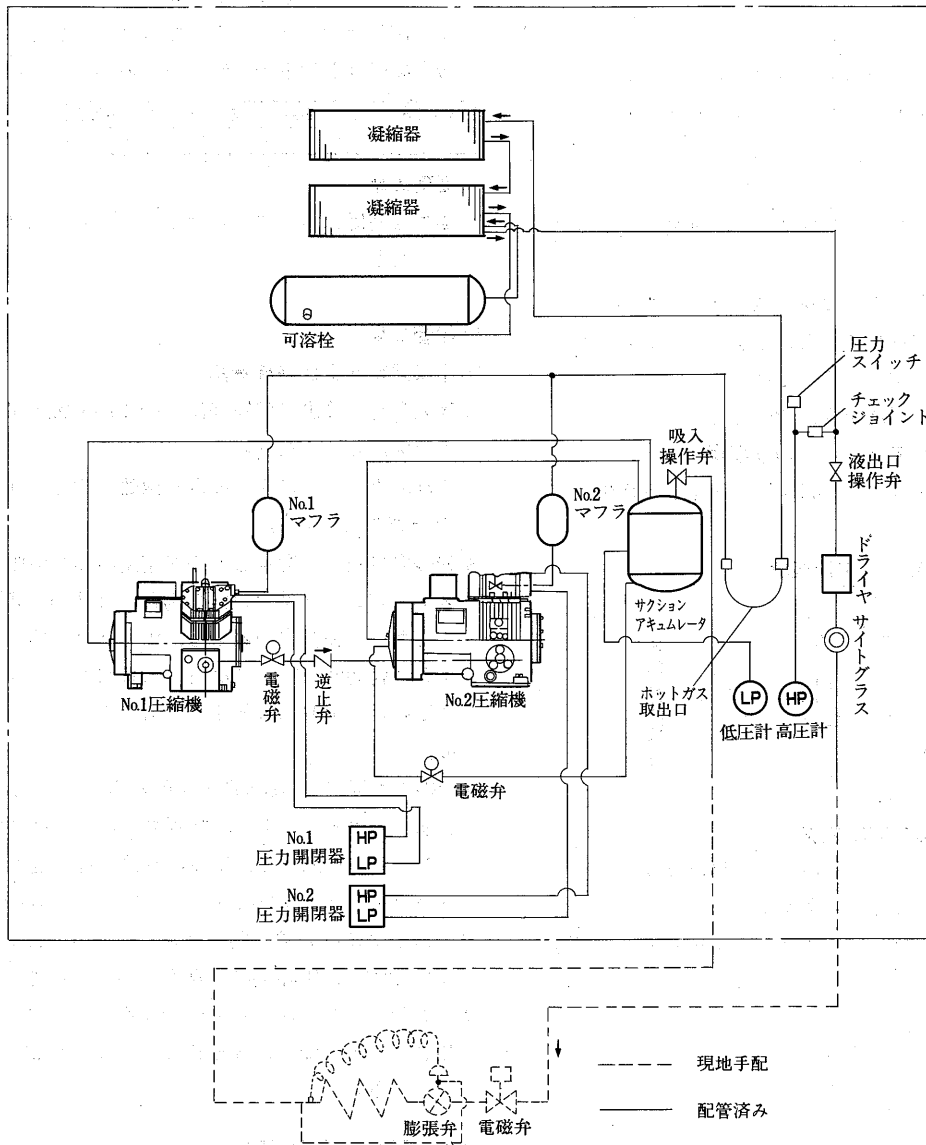 凝縮器
凝縮器
可溶栓
圧力
スイッチ
チェック
ジョイント
吸入
操作弁
液出口
操作弁
No.1
マフラ
No.2
マフラ
ドライヤ
サクション
アキュムレータ
サイトグラス
No.1圧縮機
電磁弁
逆止弁
No.2圧縮機
ホットガス
取出口
LP
HP
低圧計
高圧計
電磁弁
No.1
圧力開閉器
HP
LP
No.2
圧力開閉器
HP
LP
現地手配
配管済み
膨張弁
電磁弁